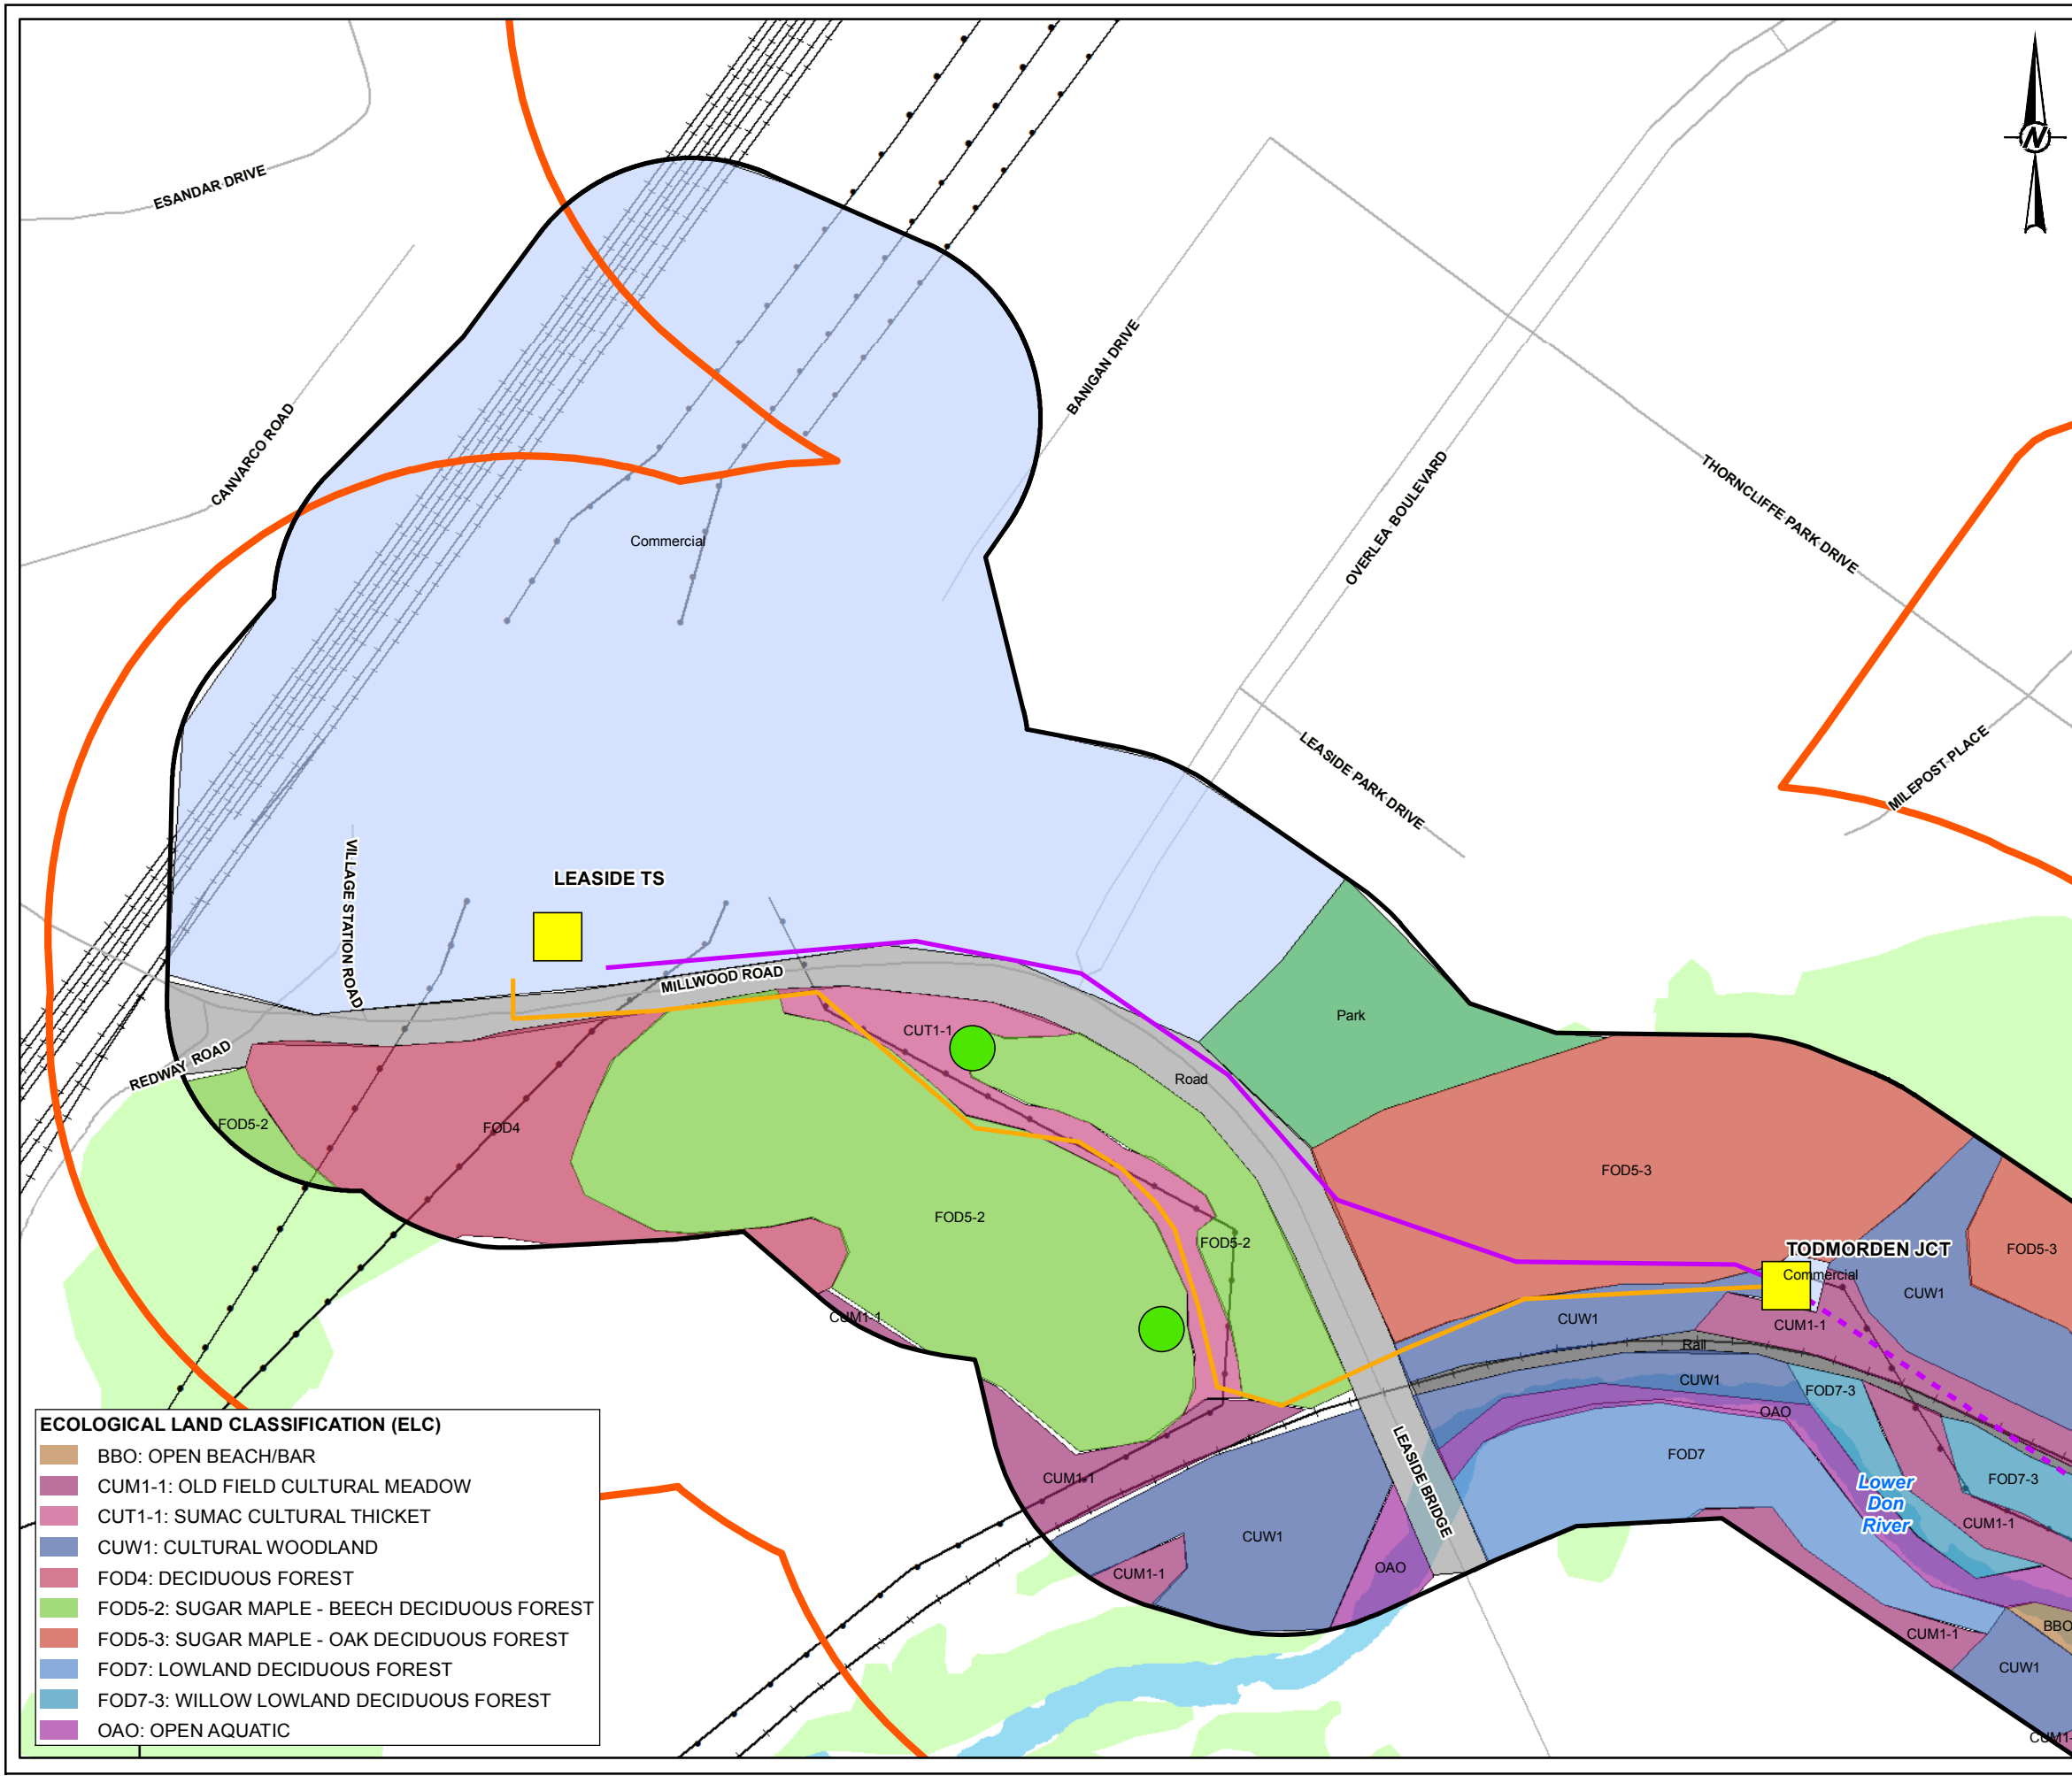 N
ESANDAR DRIVE
CANVARCO ROAD
BANIGAN DRIVE
OVERLEA BOULEVARD
THORNCLIFFE PARK DRIVE
Commercial
LEASIDE PARK DRIVE
MILEPOST PLACE
VILLAGE STATION ROAD
LEASIDE TS
MILLWOOD ROAD
REDWAY ROAD
CUT1-1
Park
Road
FOD5-2
FOD4
FOD5-3
FOD5-2
FOD5-2
TODMORDEN JCT
FOD5-3
Commercial
CUW1
CUM1-1
CUW1
CUM1-1
Rail
CUW1
FOD7-3
OAO
LEASIDE BRIDGE
FOD7
CUM1-1
FOD7-3
Lower
Don
River
CUM1-1
CUW1
OAO
CUM1-1
CUM1-1
BBO
CUW1
CUM1-
ECOLOGICAL LAND CLASSIFICATION (ELC)
BBO: OPEN BEACH/BAR
CUM1-1: OLD FIELD CULTURAL MEADOW
CUT1-1: SUMAC CULTURAL THICKET
CUW1: CULTURAL WOODLAND
FOD4: DECIDUOUS FOREST
FOD5-2: SUGAR MAPLE - BEECH DECIDUOUS FOREST
FOD5-3: SUGAR MAPLE - OAK DECIDUOUS FOREST
FOD7: LOWLAND DECIDUOUS FOREST
FOD7-3: WILLOW LOWLAND DECIDUOUS FOREST
OAO: OPEN AQUATIC